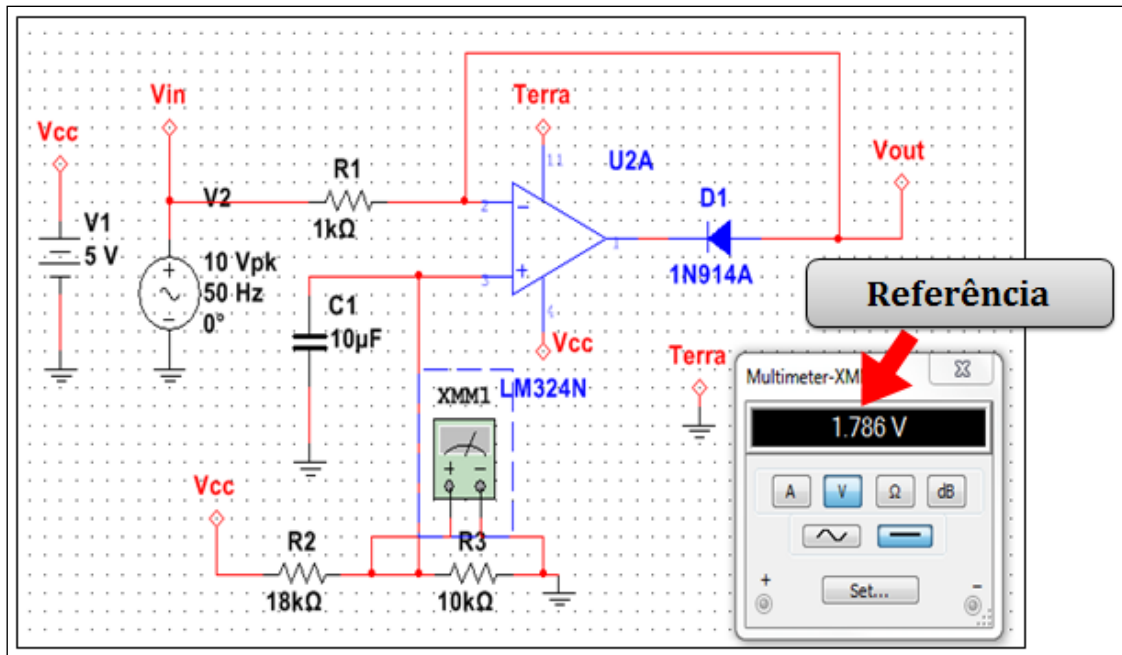 Vin
Vcc
V1
5 V
V2
10 Vpk
50 Hz
0°
R1
1kΩ
Terra
11
U2A
2
3
1
4
D1
1N914A
Vout
C1
10µF
Vcc
LM324N
XMM1
Terra
Referência
Multimeter-XM
1.786 V
A
V
Ω
dB
Set...
+
−
Vcc
R2
18kΩ
R3
10kΩ